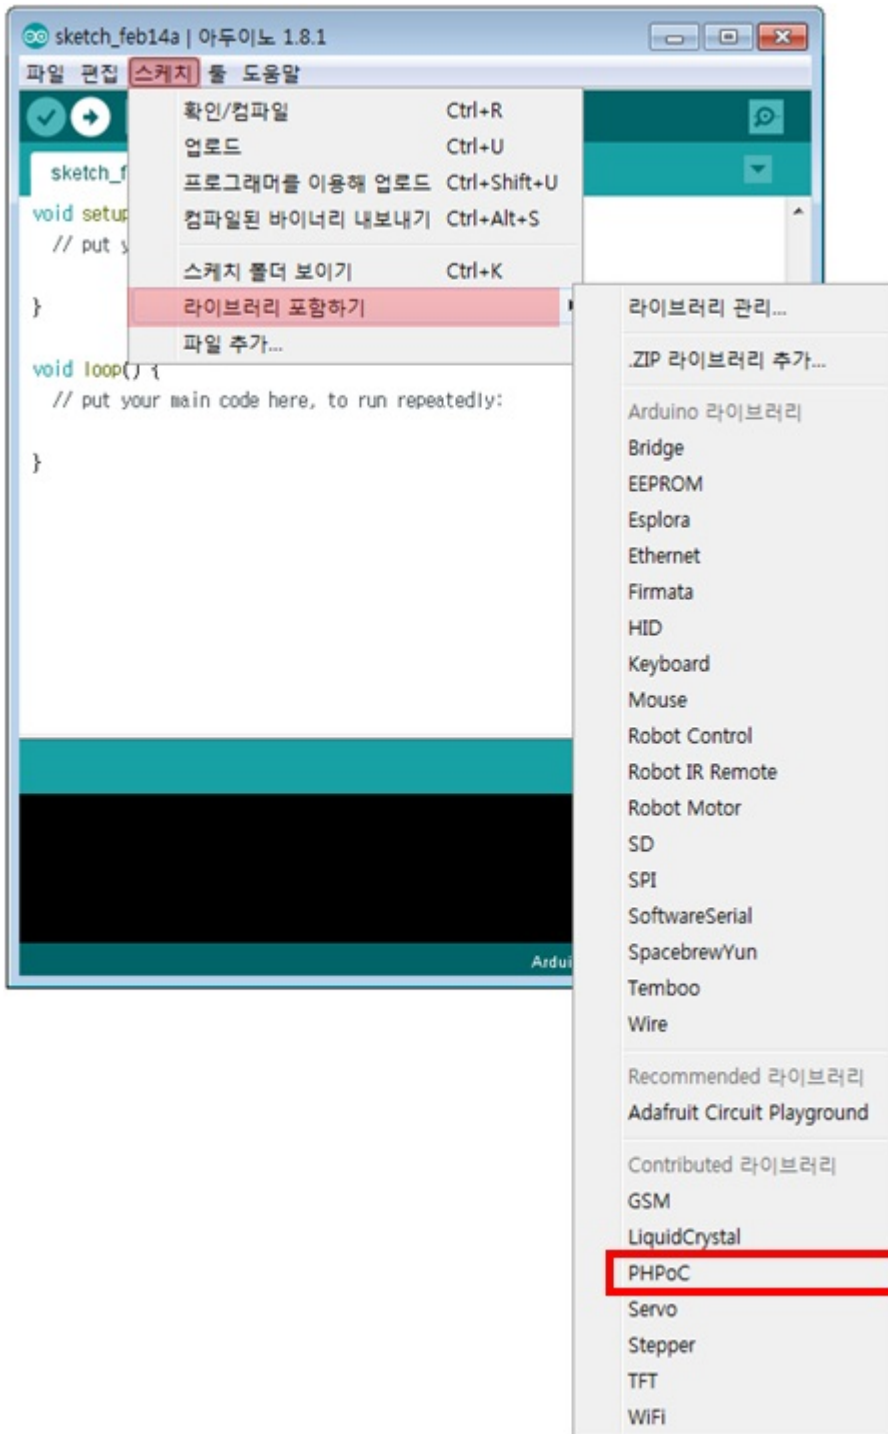 sketch_feb14a | 아두이노 1.8.1
파일 편집 스케치 툴 도움말
확인/컴파일 Ctrl+R
업로드 Ctrl+U
sketch_f
프로그래머를 이용해 업로드 Ctrl+Shift+U
void setup
컴파일된 바이너리 내보내기 Ctrl+Alt+S
// put y
스케치 폴더 보이기 Ctrl+K
}
라이브러리 포함하기
파일 추가...
void loop() {
// put your main code here, to run repeatedly:
}
Ardui
라이브러리 관리...
.ZIP 라이브러리 추가...
Arduino 라이브러리
Bridge
EEPROM
Esplora
Ethernet
Firmata
HID
Keyboard
Mouse
Robot Control
Robot IR Remote
Robot Motor
SD
SPI
SoftwareSerial
SpacebrewYun
Temboo
Wire
Recommended 라이브러리
Adafruit Circuit Playground
Contributed 라이브러리
GSM
LiquidCrystal
PHPoC
Servo
Stepper
TFT
WiFi